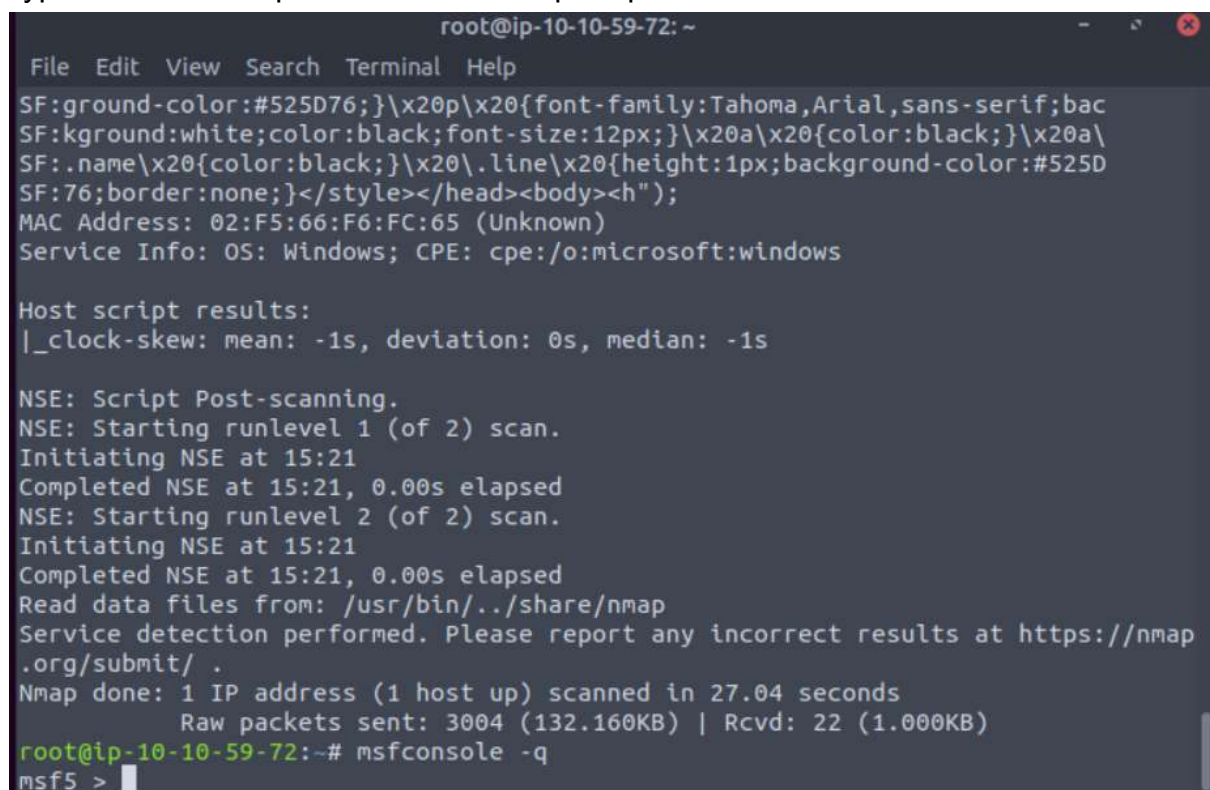 root@ip-10-10-59-72: ~
File Edit View Search Terminal Help
SF:ground-color:#525D76;}\x20p\x20{font-family:Tahoma,Arial,sans-serif;bac
SF:kground:white;color:black;font-size:12px;}\x20a\x20{color:black;}\x20a\
SF:.name\x20{color:black;}\x20\.line\x20{height:1px;background-color:#525D
SF:76;border:none;}</style></head><body><h");
MAC Address: 02:F5:66:F6:FC:65 (Unknown)
Service Info: OS: Windows; CPE: cpe:/o:microsoft:windows
Host script results:
|_clock-skew: mean: -1s, deviation: 0s, median: -1s
NSE: Script Post-scanning.
NSE: Starting runlevel 1 (of 2) scan.
Initiating NSE at 15:21
Completed NSE at 15:21, 0.00s elapsed
NSE: Starting runlevel 2 (of 2) scan.
Initiating NSE at 15:21
Completed NSE at 15:21, 0.00s elapsed
Read data files from: /usr/bin/../share/nmap
Service detection performed. Please report any incorrect results at https://nmap
.org/submit/ .
Nmap done: 1 IP address (1 host up) scanned in 27.04 seconds
Raw packets sent: 3004 (132.160KB) | Rcvd: 22 (1.000KB)
root@ip-10-10-59-72:~# msfconsole -q
msf5 >